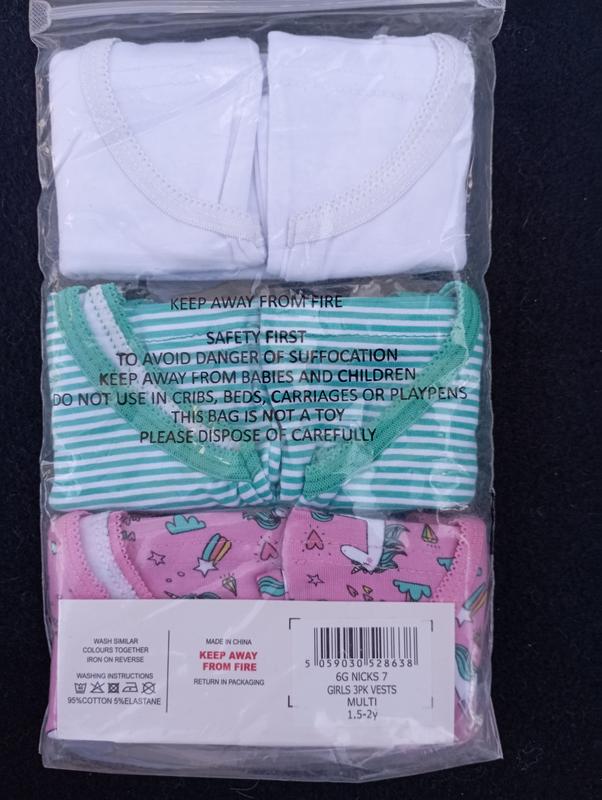 KEEP AWAY FROM FIRE
SAFETY FIRST
TO AVOID DANGER OF SUFFOCATION
KEEP AWAY FROM BABIES AND CHILDREN
DO NOT USE IN CRIBS, BEDS, CARRIAGES OR PLAYPENS
THIS BAG IS NOT A TOY
PLEASE DISPOSE OF CAREFULLY
WASH SIMILAR
COLOURS TOGETHER
IRON ON REVERSE
WASHING INSTRUCTIONS
95%COTTON 5%ELASTANE
MADE IN CHINA
KEEP AWAY
FROM FIRE
RETURN IN PACKAGING
5 059030 528638
6G NICKS 7
GIRLS 3PK VESTS
MULTI
1.5-2y